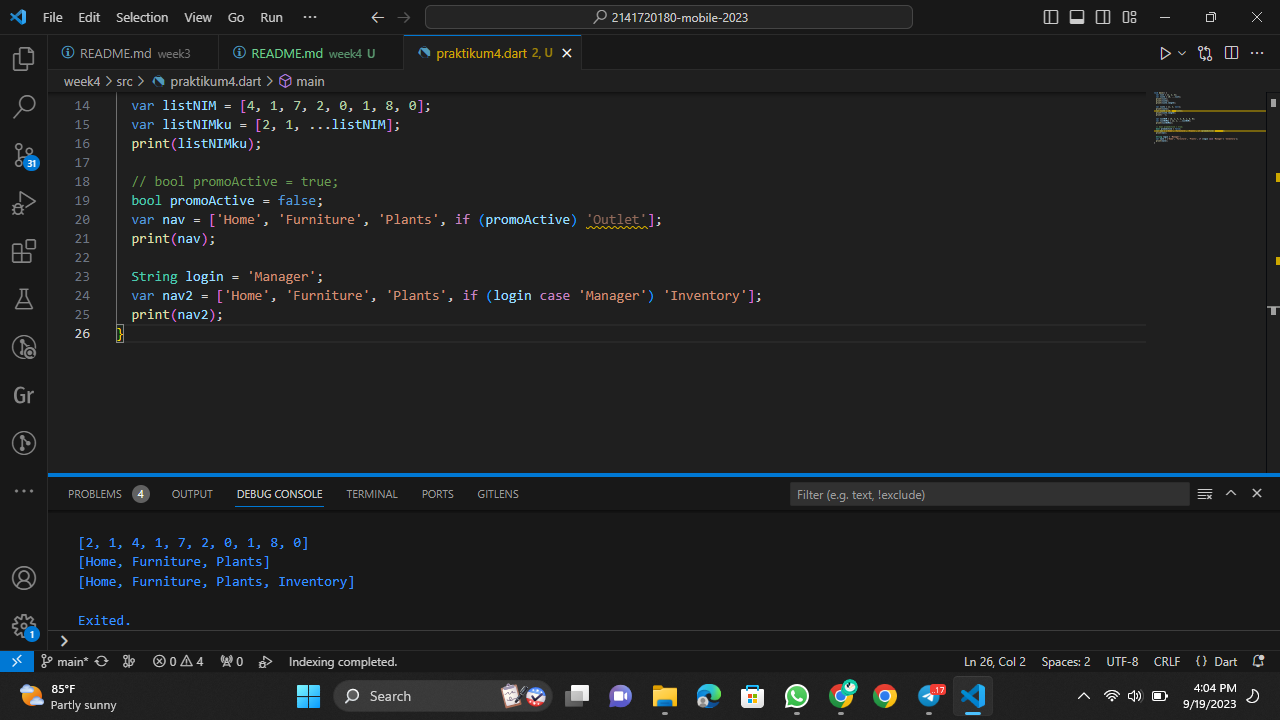 File Edit Selection View Go Run ··· 2141720180-mobile-2023
README.md week3 README.md week4 U praktikum4.dart 2, U
week4 > src > praktikum4.dart > main
14 var listNIM = [4, 1, 7, 2, 0, 1, 8, 0];
15 var listNIMku = [2, 1, ...listNIM];
16 print(listNIMku);
17
18 // bool promoActive = true;
19 bool promoActive = false;
20 var nav = ['Home', 'Furniture', 'Plants', if (promoActive) 'Outlet'];
21 print(nav);
22
23 String login = 'Manager';
24 var nav2 = ['Home', 'Furniture', 'Plants', if (login case 'Manager') 'Inventory'];
25 print(nav2);
26 }
31
Gr
PROBLEMS 4 OUTPUT DEBUG CONSOLE TERMINAL PORTS GITLENS Filter (e.g. text, !exclude)
[2, 1, 4, 1, 7, 2, 0, 1, 8, 0]
[Home, Furniture, Plants]
[Home, Furniture, Plants, Inventory]
Exited.
1
main* 0 4 0 Indexing completed. Ln 26, Col 2 Spaces: 2 UTF-8 CRLF {} Dart
85°F
Partly sunny
Search
..17
4:04 PM
9/19/2023